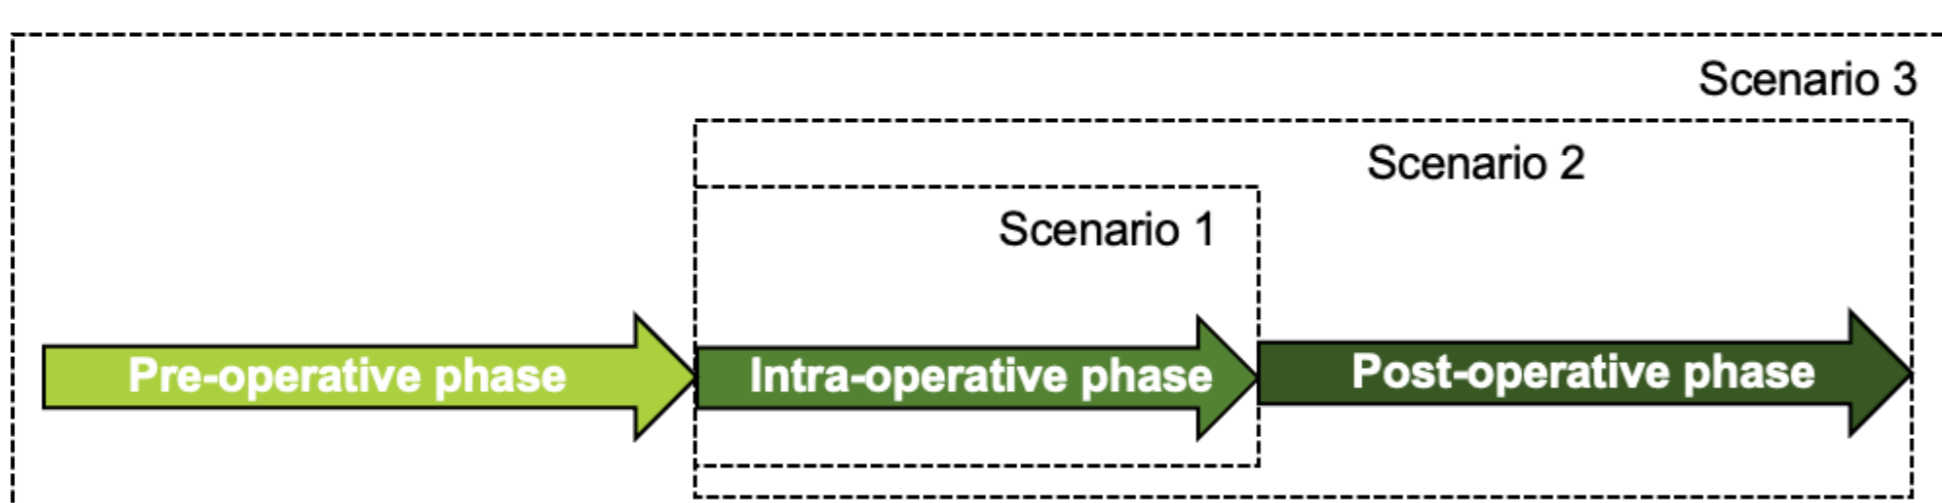 Scenario 3
Scenario 2
Scenario 1
Pre-operative phase
Intra-operative phase
Post-operative phase